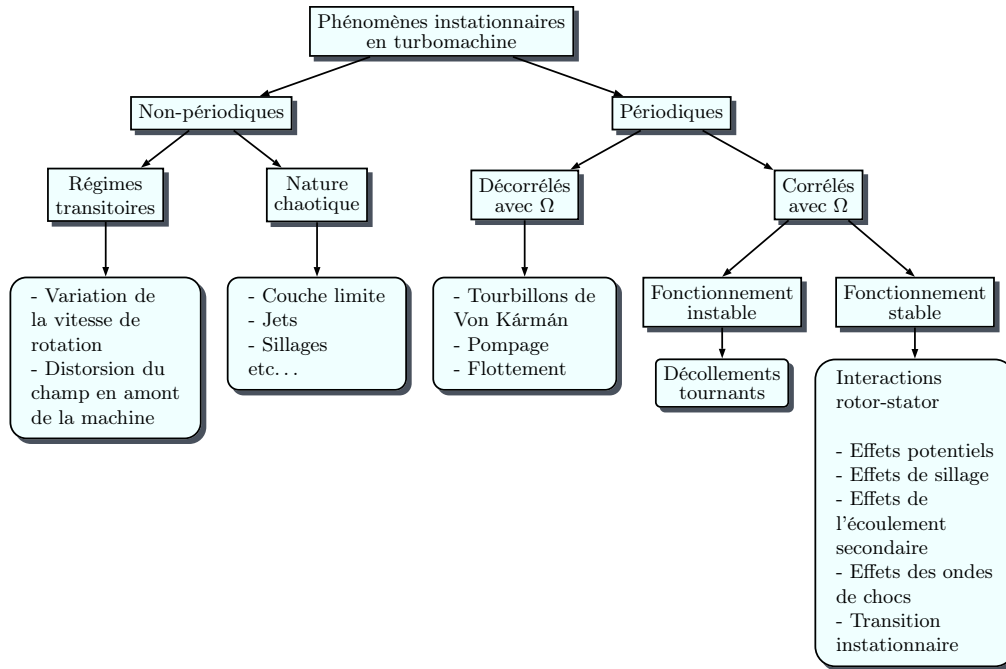 Phénomènes instationnaires
en turbomachine
Non-périodiques
Périodiques
Régimes
transitoires
Nature
chaotique
Décorrélés
avec Ω
Corrélés
avec Ω
- Variation de
la vitesse de
rotation
- Distorsion du
champ en amont
de la machine
- Couche limite
- Jets
- Sillages
etc...
- Tourbillons de
Von Kármán
- Pompage
- Flottement
Fonctionnement
instable
Fonctionnement
stable
Décollements
tournants
Interactions
rotor-stator
- Effets potentiels
- Effets de sillage
- Effets de
l'écoulement
secondaire
- Effets des ondes
de chocs
- Transition
instationnaire